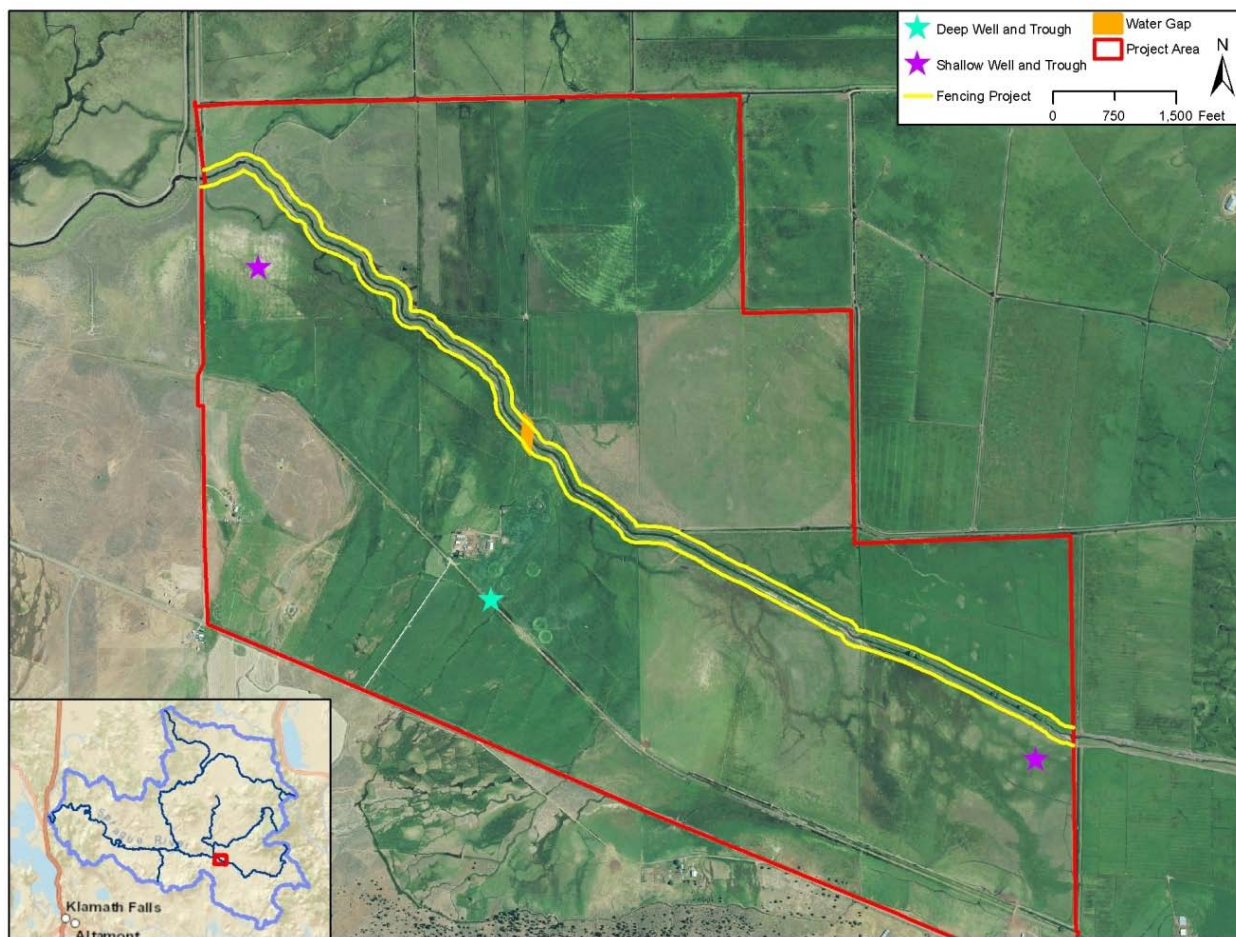 Deep Well and Trough
Shallow Well and Trough
Fencing Project
Water Gap
Project Area
N
0 750 1,500 Feet
Klamath Falls
Altamont